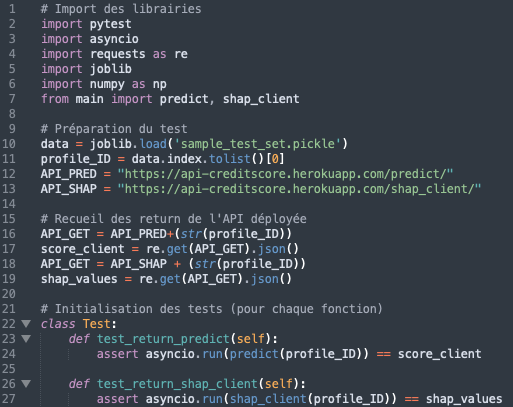 1 # Import des librairies
2 import pytest
3 import asyncio
4 import requests as re
5 import joblib
6 import numpy as np
7 from main import predict, shap_client
8
9 # Préparation du test
10 data = joblib.load('sample_test_set.pickle')
11 profile_ID = data.index.tolist()[0]
12 API_PRED = "https://api-creditscore.herokuapp.com/predict/"
13 API_SHAP = "https://api-creditscore.herokuapp.com/shap_client/"
14
15 # Recueil des return de l'API déployée
16 API_GET = API_PRED+(str(profile_ID))
17 score_client = re.get(API_GET).json()
18 API_GET = API_SHAP + (str(profile_ID))
19 shap_values = re.get(API_GET).json()
20
21 # Initialisation des tests (pour chaque fonction)
22 class Test:
23 def test_return_predict(self):
24 assert asyncio.run(predict(profile_ID)) == score_client
25
26 def test_return_shap_client(self):
27 assert asyncio.run(shap_client(profile_ID)) == shap_values